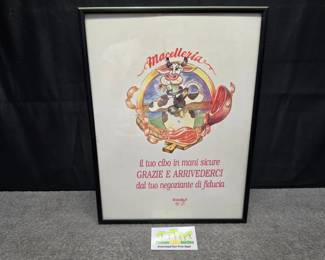 Macelleria
il tuo cibo in mani sicure
GRAZIE E ARRIVEDERCI
dal tuo negoziante di fiducia